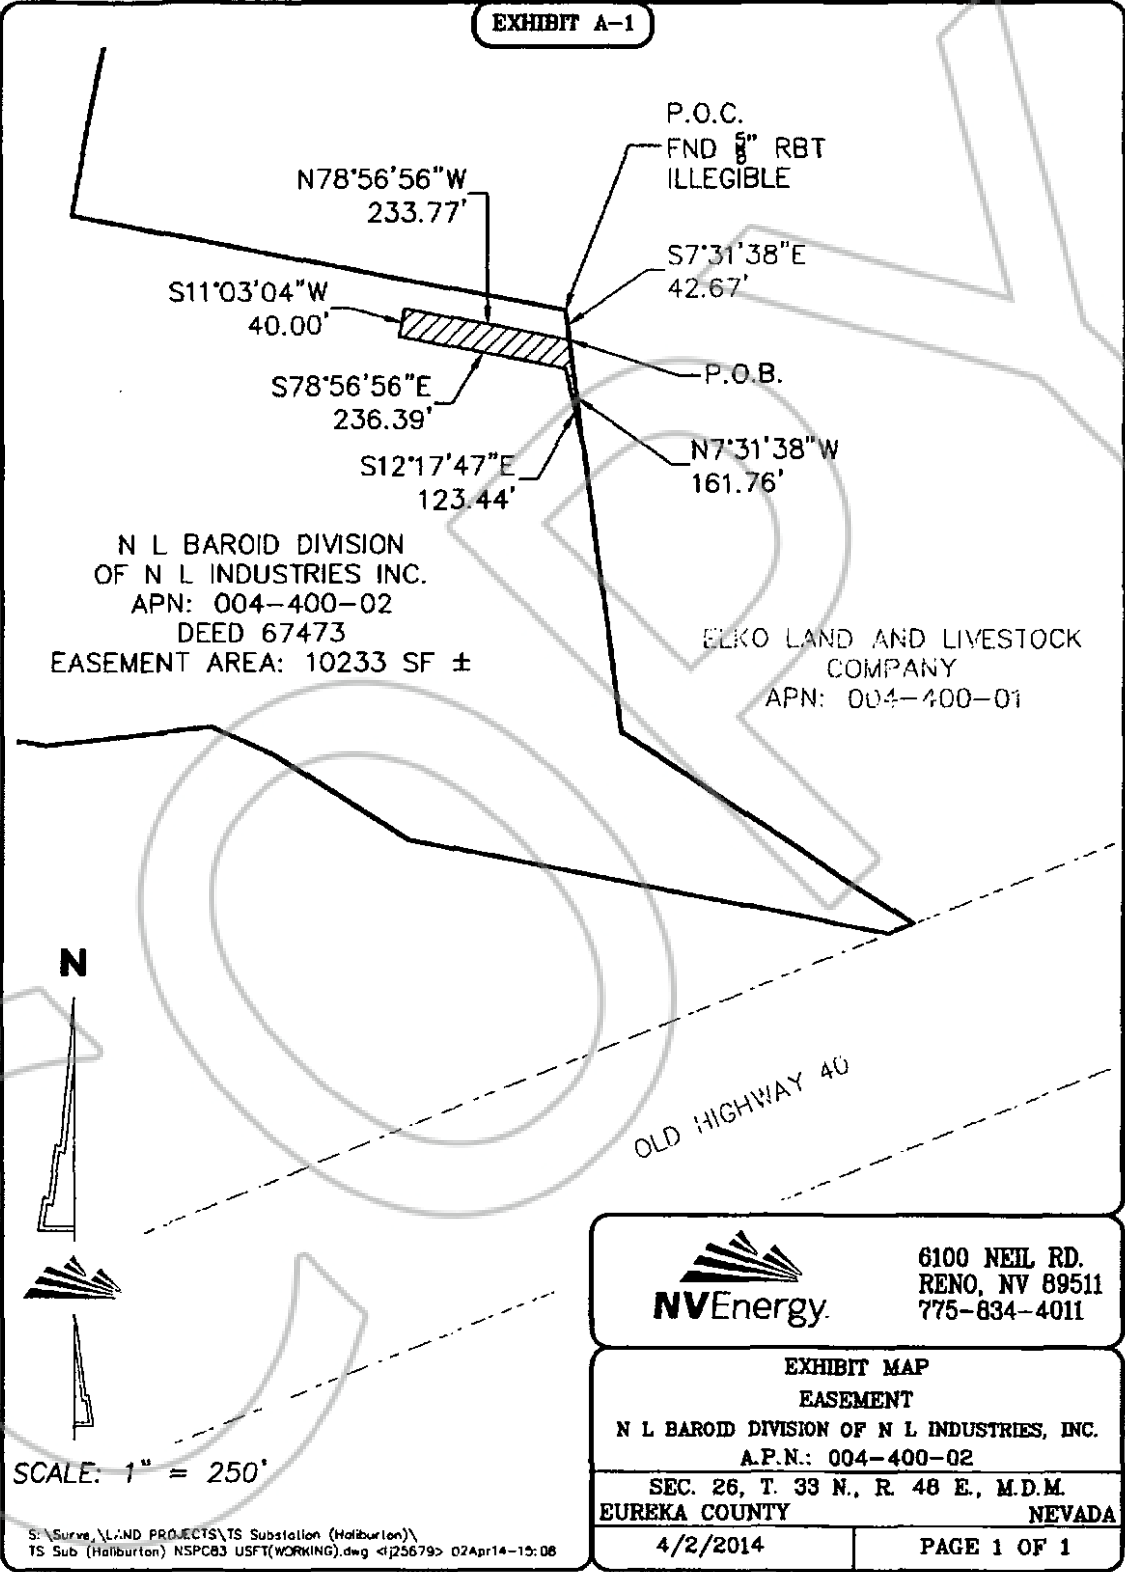 EXHIBIT A-1
P.O.C.
FND 5/8" RBT
ILLEGIBLE
N78°56'56"W
233.77'
S7°31'38"E
42.67'
S11°03'04"W
40.00'
P.O.B.
S78°56'56"E
236.39'
N7°31'38"W
161.76'
S12°17'47"E
123.44'
N L BAROID DIVISION
OF N L INDUSTRIES INC.
APN: 004-400-02
DEED 67473
EASEMENT AREA: 10233 SF ±
ELKO LAND AND LIVESTOCK
COMPANY
APN: 004-400-01
COPY
N
OLD HIGHWAY 40
SCALE: 1" = 250'
NVEnergy.
6100 NEIL RD.
RENO, NV 89511
775-834-4011
EXHIBIT MAP
EASEMENT
N L BAROID DIVISION OF N L INDUSTRIES, INC.
A.P.N.: 004-400-02
SEC. 26, T. 33 N., R. 48 E., M.D.M.
EUREKA COUNTY NEVADA
4/2/2014 PAGE 1 OF 1
S:\Surve,\LAND PROJECTS\TS Substation (Haliburton)\
TS Sub (Haliburton) NSPC83 USFT(WORKING).dwg <tj25679> 02Apr14-15:08